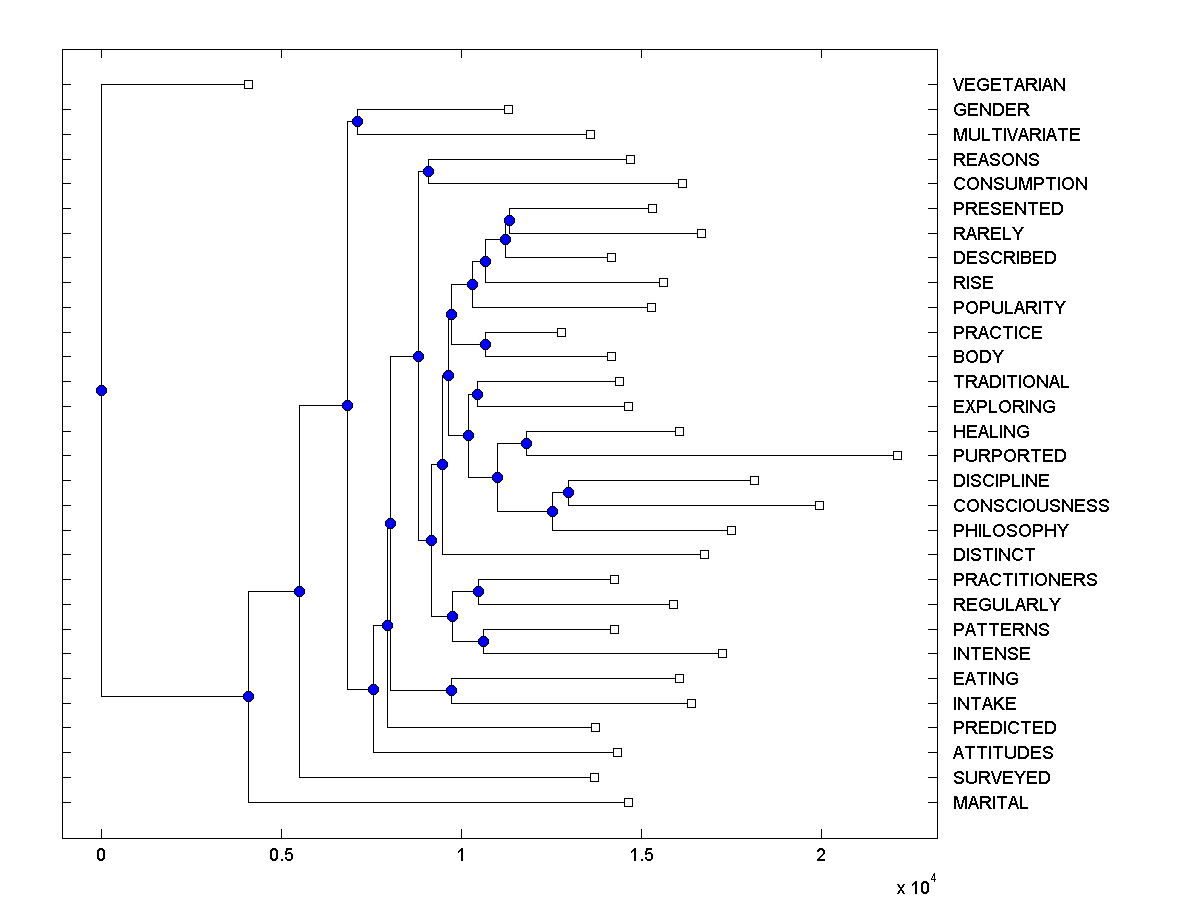 VEGETARIAN
GENDER
MULTIVARIATE
REASONS
CONSUMPTION
PRESENTED
RARELY
DESCRIBED
RISE
POPULARITY
PRACTICE
BODY
TRADITIONAL
EXPLORING
HEALING
PURPORTED
DISCIPLINE
CONSCIOUSNESS
PHILOSOPHY
DISTINCT
PRACTITIONERS
REGULARLY
PATTERNS
INTENSE
EATING
INTAKE
PREDICTED
ATTITUDES
SURVEYED
MARITAL
0 0.5 1 1.5 2
x 10^4